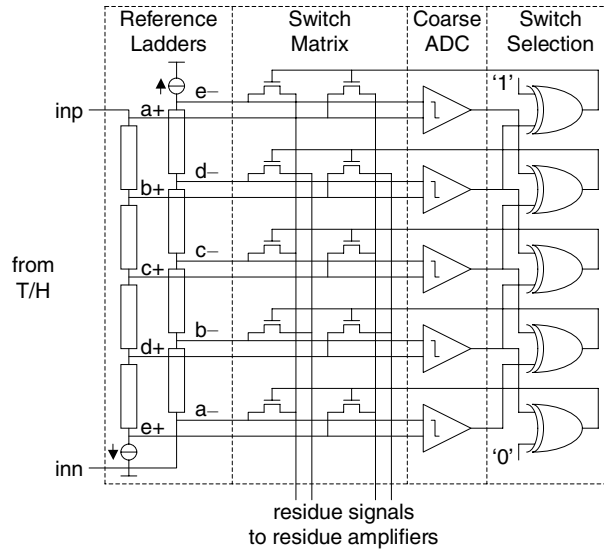 Reference Ladders
Switch Matrix
Coarse ADC
Switch Selection
e–
'1'
inp
a+
d–
b+
c–
from T/H
c+
b–
d+
a–
e+
inn
'0'
residue signals
to residue amplifiers